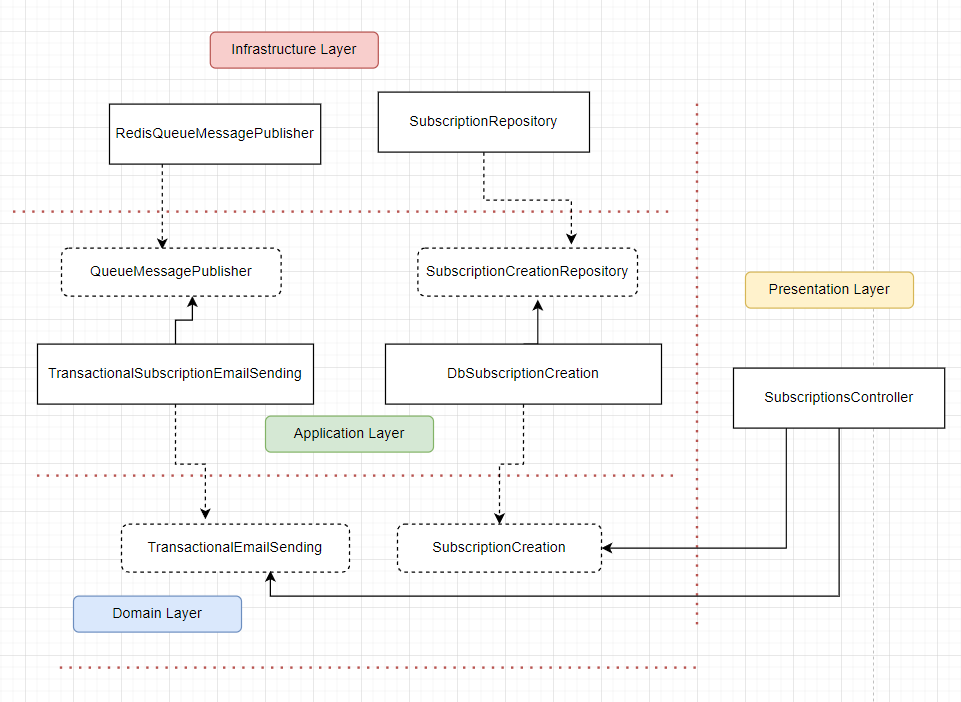 Infrastructure Layer
RedisQueueMessagePublisher
SubscriptionRepository
QueueMessagePublisher
SubscriptionCreationRepository
Presentation Layer
TransactionalSubscriptionEmailSending
DbSubscriptionCreation
SubscriptionsController
Application Layer
TransactionalEmailSending
SubscriptionCreation
Domain Layer